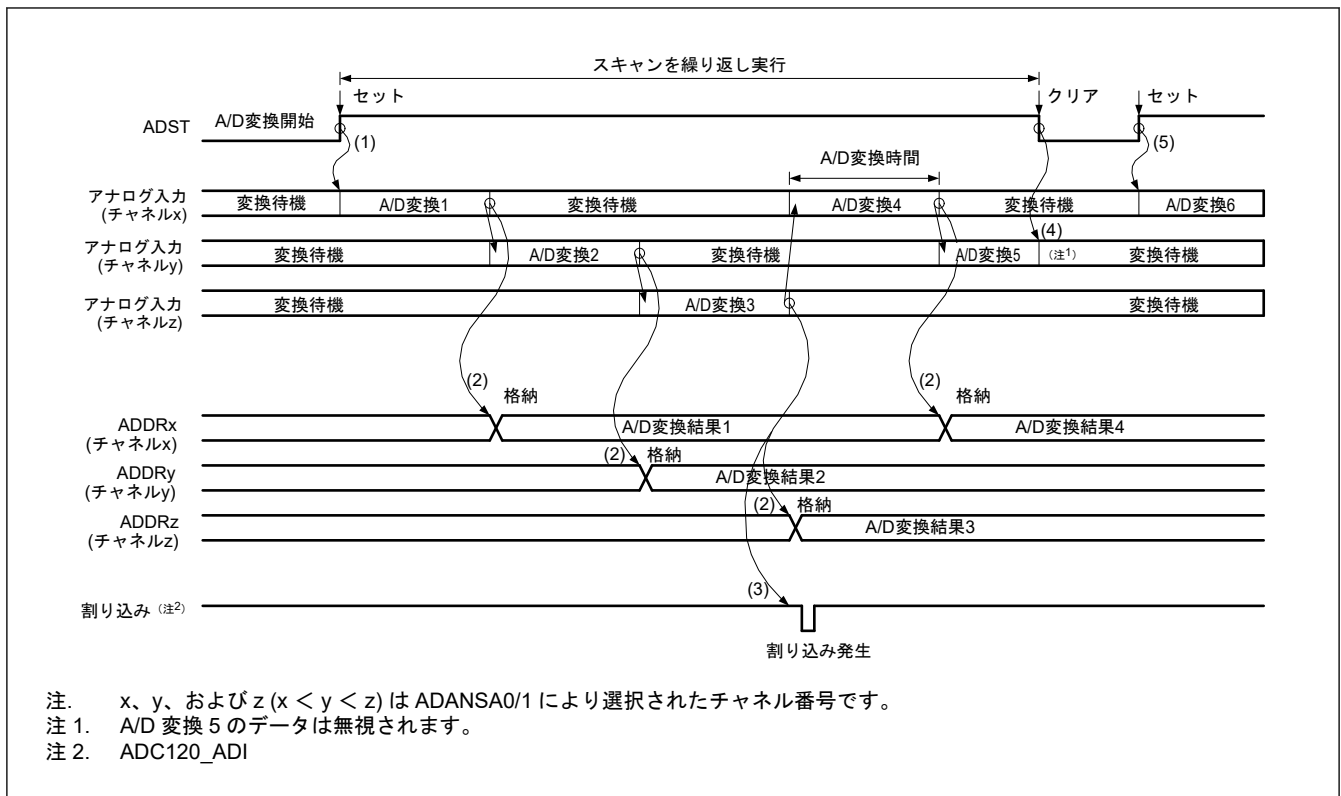 スキャンを繰り返し実行
セット
クリア
セット
ADST
A/D変換開始
(1)
(5)
A/D変換時間
アナログ入力
(チャネルx)
変換待機
A/D変換1
変換待機
A/D変換4
変換待機
A/D変換6
(4)
アナログ入力
(チャネルy)
変換待機
A/D変換2
変換待機
A/D変換5
(注1)
変換待機
アナログ入力
(チャネルz)
変換待機
A/D変換3
変換待機
(2)
格納
(2)
格納
ADDRx
(チャネルx)
A/D変換結果1
A/D変換結果4
(2)
格納
ADDRy
(チャネルy)
A/D変換結果2
(2)
格納
ADDRz
(チャネルz)
A/D変換結果3
(3)
割り込み (注2)
割り込み発生
注. x、y、および z (x < y < z) は ADANSA0/1 により選択されたチャネル番号です。
注 1. A/D 変換 5 のデータは無視されます。
注 2. ADC120_ADI